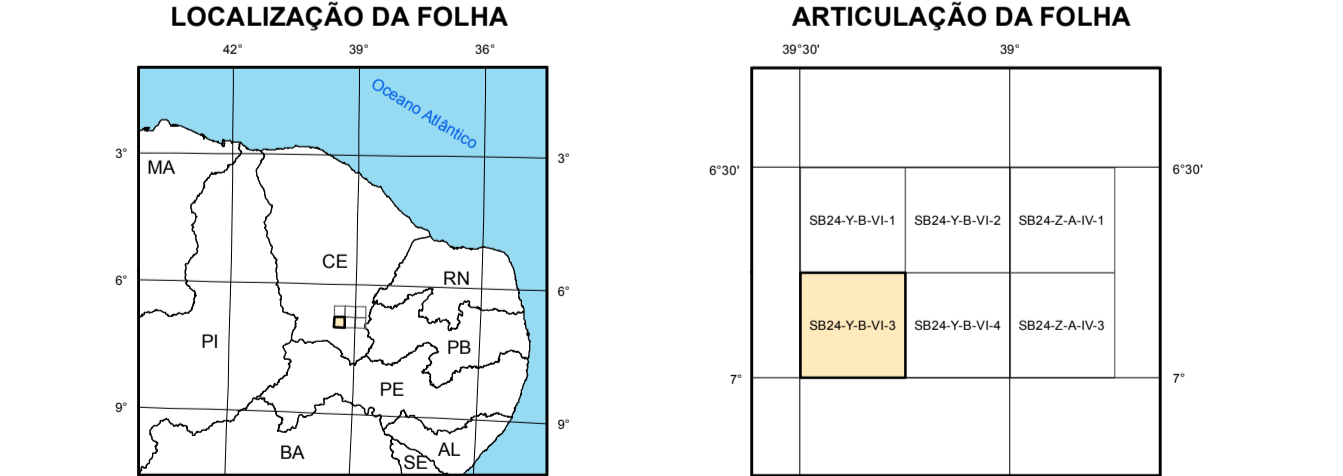 LOCALIZAÇÃO DA FOLHA
42° 39° 36°
Oceano Atlântico
3° 3°
MA
CE
6° RN 6°
PI
PB
PE
9° 9°
BA AL
SE
ARTICULAÇÃO DA FOLHA
39°30' 39°
6°30' 6°30'
SB24-Y-B-VI-1 SB24-Y-B-VI-2 SB24-Z-A-IV-1
SB24-Y-B-VI-3 SB24-Y-B-VI-4 SB24-Z-A-IV-3
7° 7°